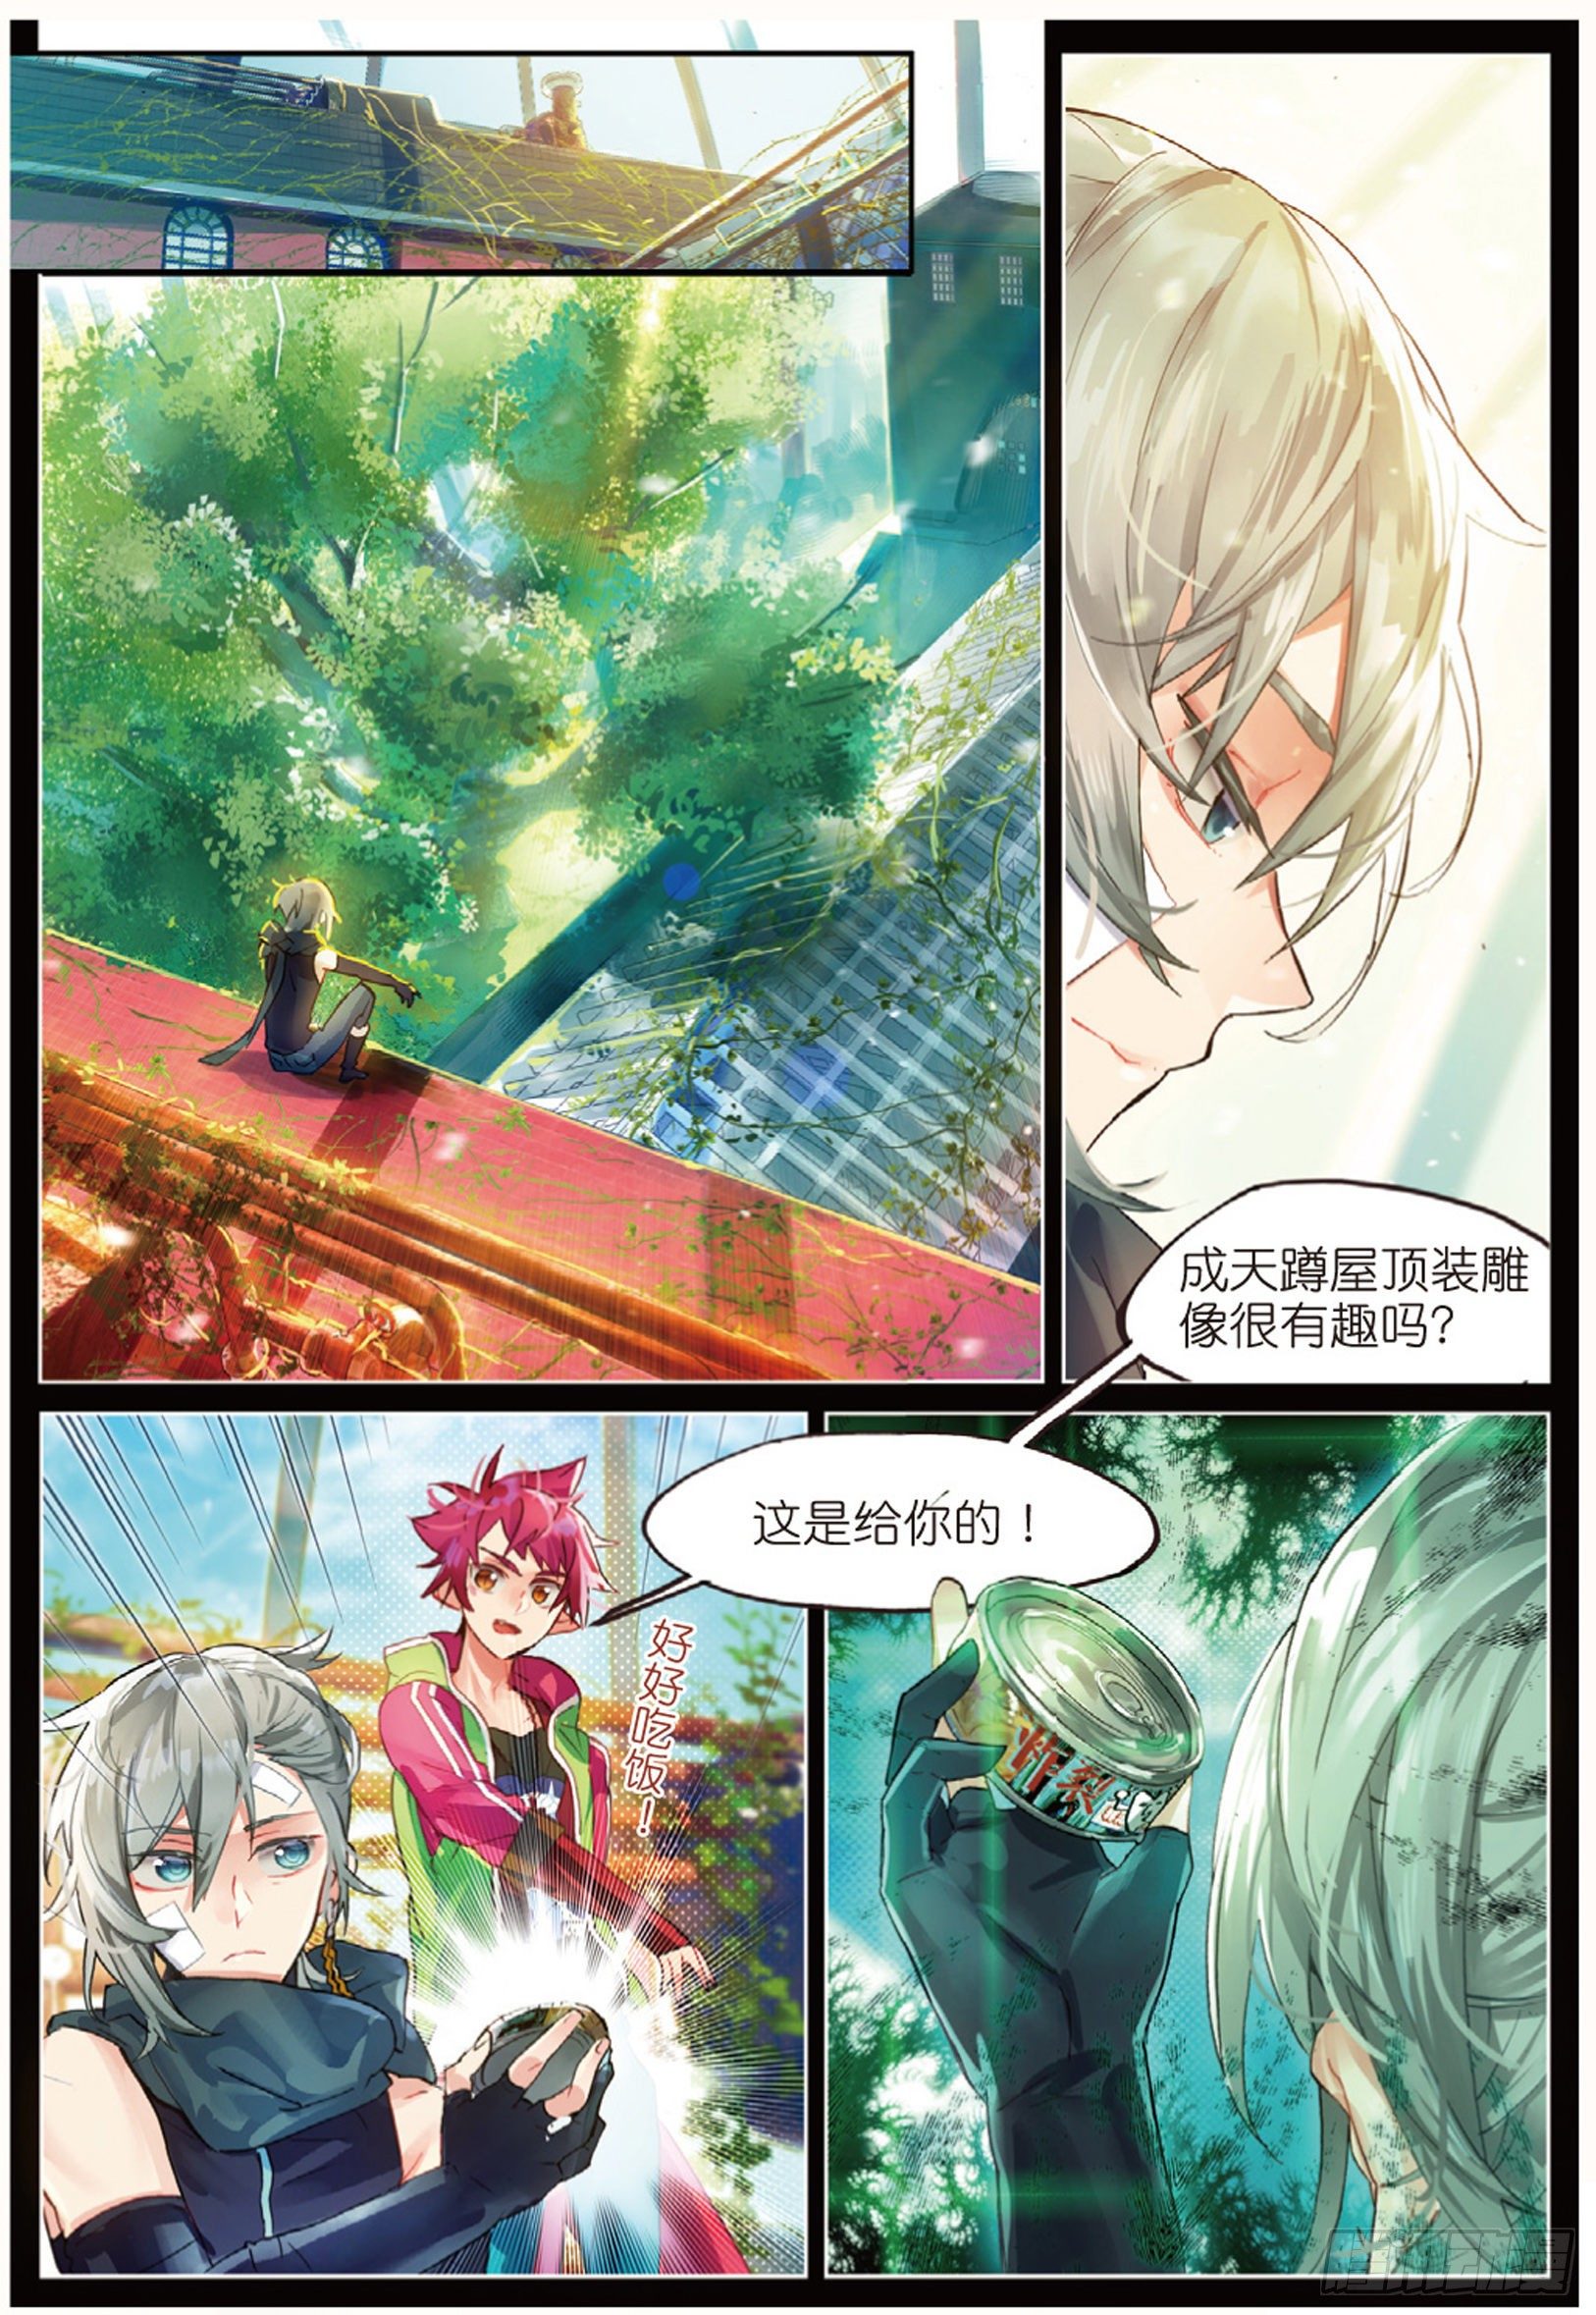 成天蹲屋顶装雕
像很有趣吗？
这是给你的！
好好吃饭！
炸裂